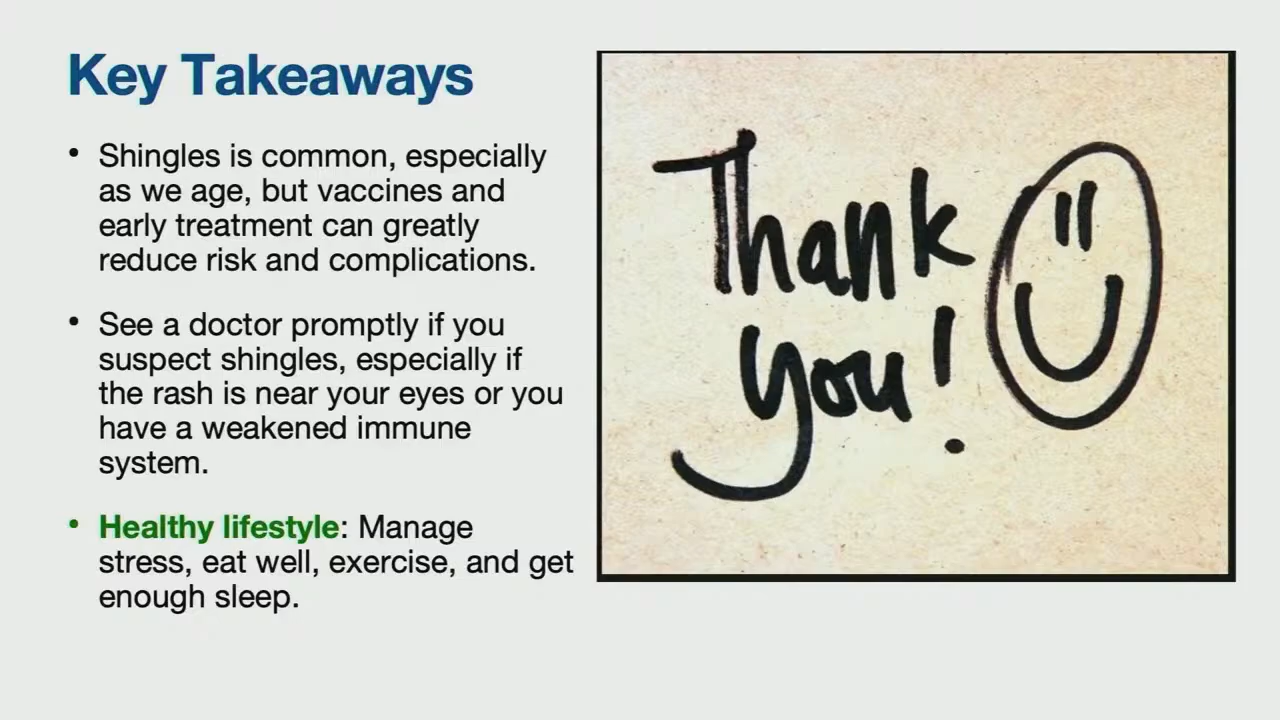 Key Takeaways
• Shingles is common, especially
as we age, but vaccines and
early treatment can greatly
reduce risk and complications.
• See a doctor promptly if you
suspect shingles, especially if
the rash is near your eyes or you
have a weakened immune
system.
• Healthy lifestyle: Manage
stress, eat well, exercise, and get
enough sleep.
Thank
you!